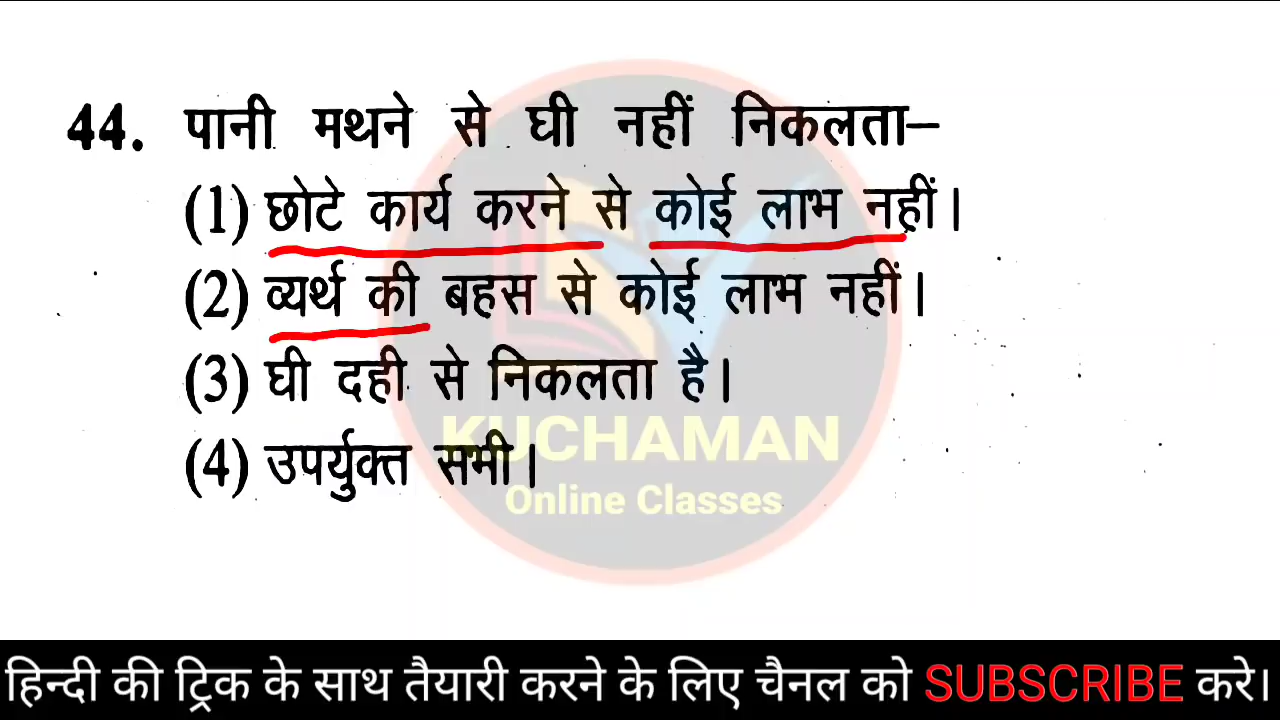 44. पानी मथने से घी नहीं निकलता–
(1) छोटे कार्य करने से कोई लाभ नहीं।
(2) व्यर्थ की बहस से कोई लाभ नहीं।
(3) घी दही से निकलता है।
(4) उपर्युक्त सभी।
KUCHAMAN
Online Classes
हिन्दी की ट्रिक के साथ तैयारी करने के लिए चैनल को SUBSCRIBE करे।